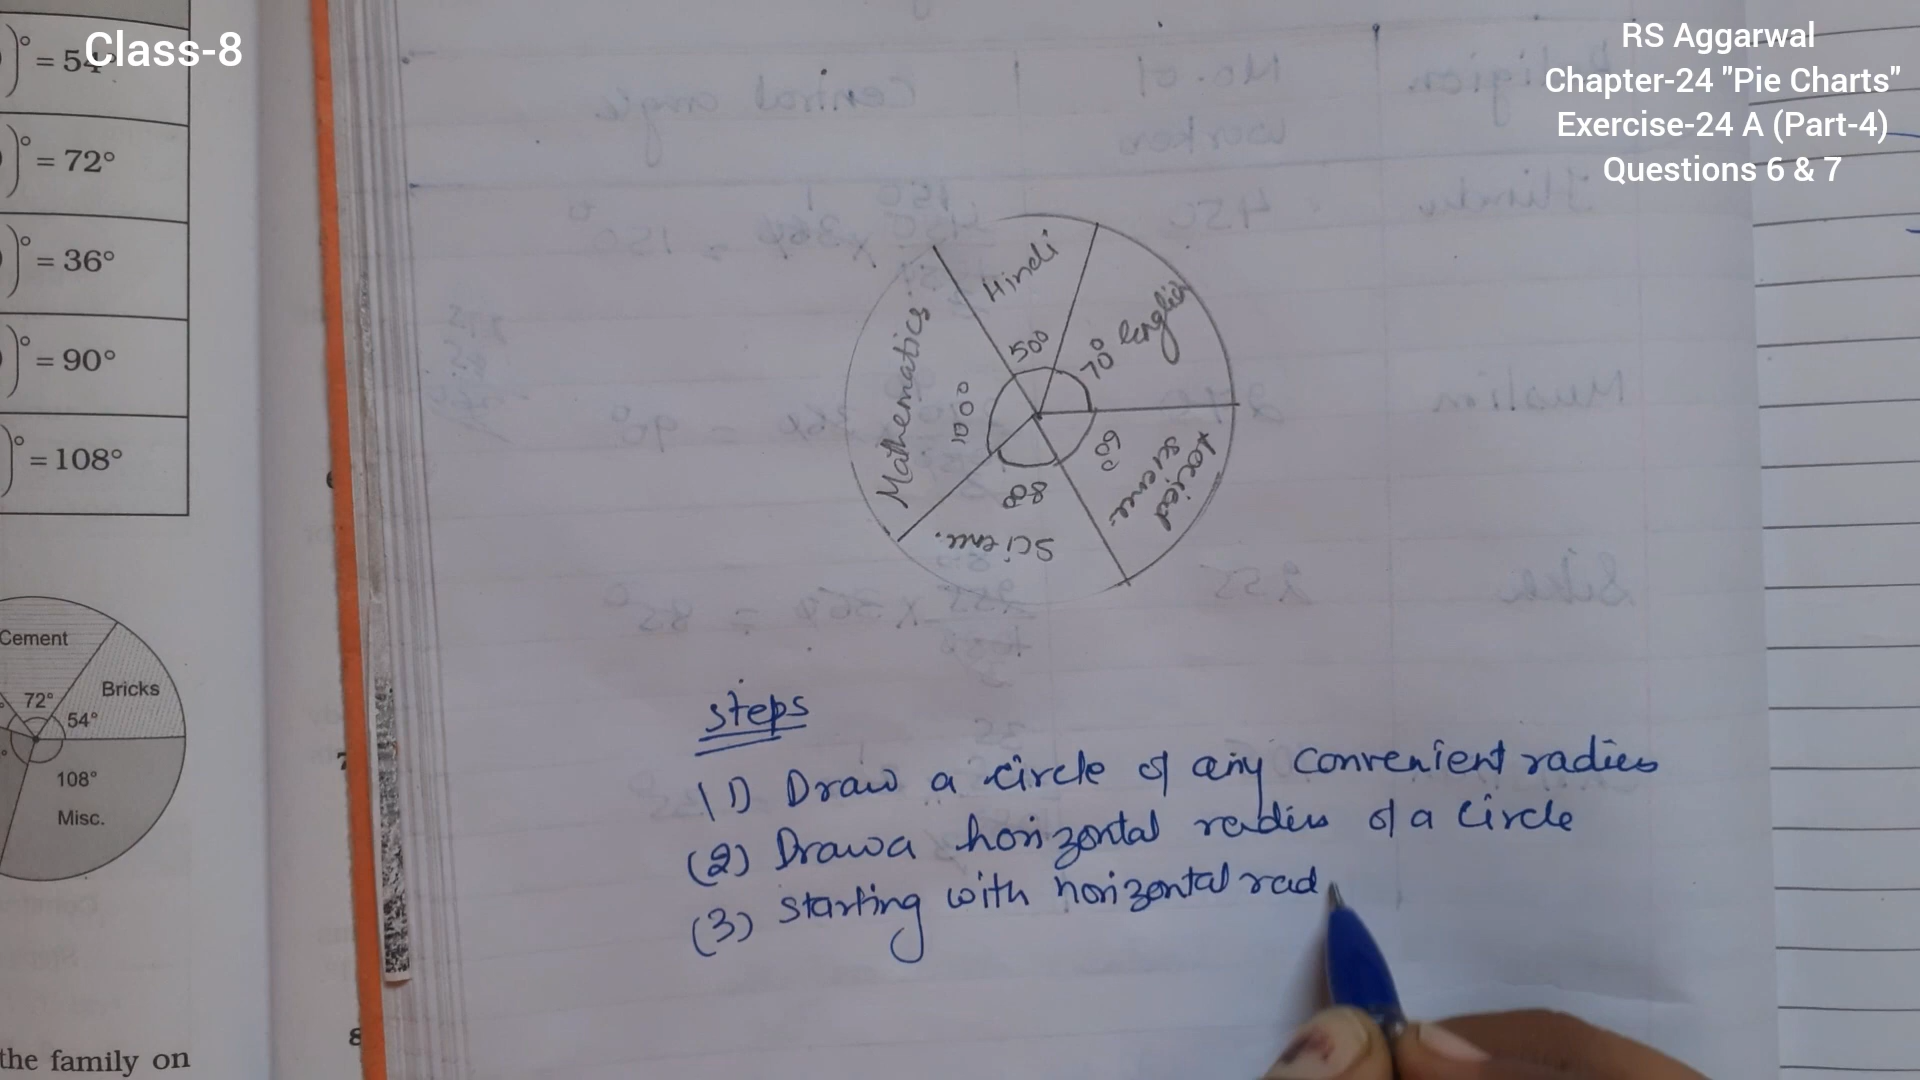 Class-8
RS Aggarwal
Chapter-24 "Pie Charts"
Exercise-24 A (Part-4)
Questions 6 & 7
)° = 54°
)° = 72°
)° = 36°
)° = 90°
)° = 108°
Cement
72°
Bricks
54°
108°
Misc.
the family on
8
Hindi
50°
70°
English
Mathematics
100°
60°
Social
science.
80°
Science.
steps
(1) Draw a circle of any convenient radius
(2) Draw a horizontal radius of a circle
(3) starting with horizontal rad